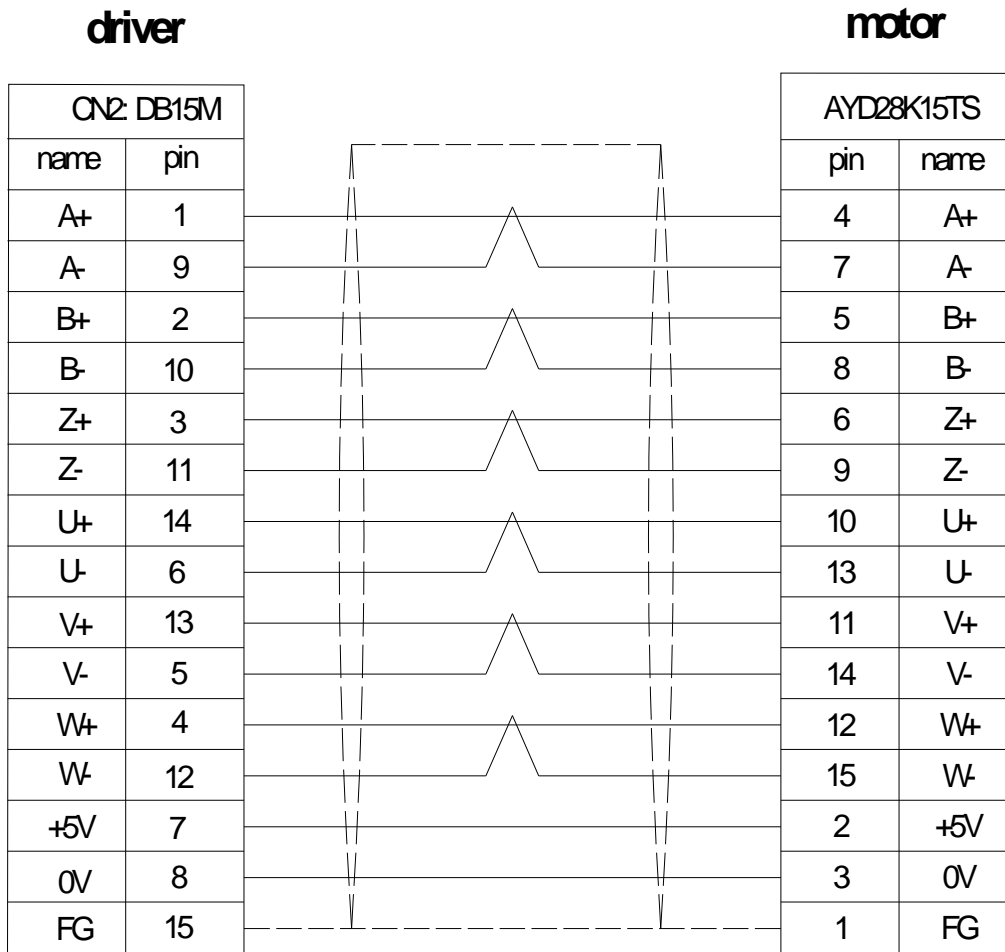 driver motor
CN2: DB15M AYD28K15TS
name pin pin name
A+ 1 4 A+
A- 9 7 A-
B+ 2 5 B+
B- 10 8 B-
Z+ 3 6 Z+
Z- 11 9 Z-
U+ 14 10 U+
U- 6 13 U-
V+ 13 11 V+
V- 5 14 V-
W+ 4 12 W+
W- 12 15 W-
+5V 7 2 +5V
0V 8 3 0V
FG 15 1 FG